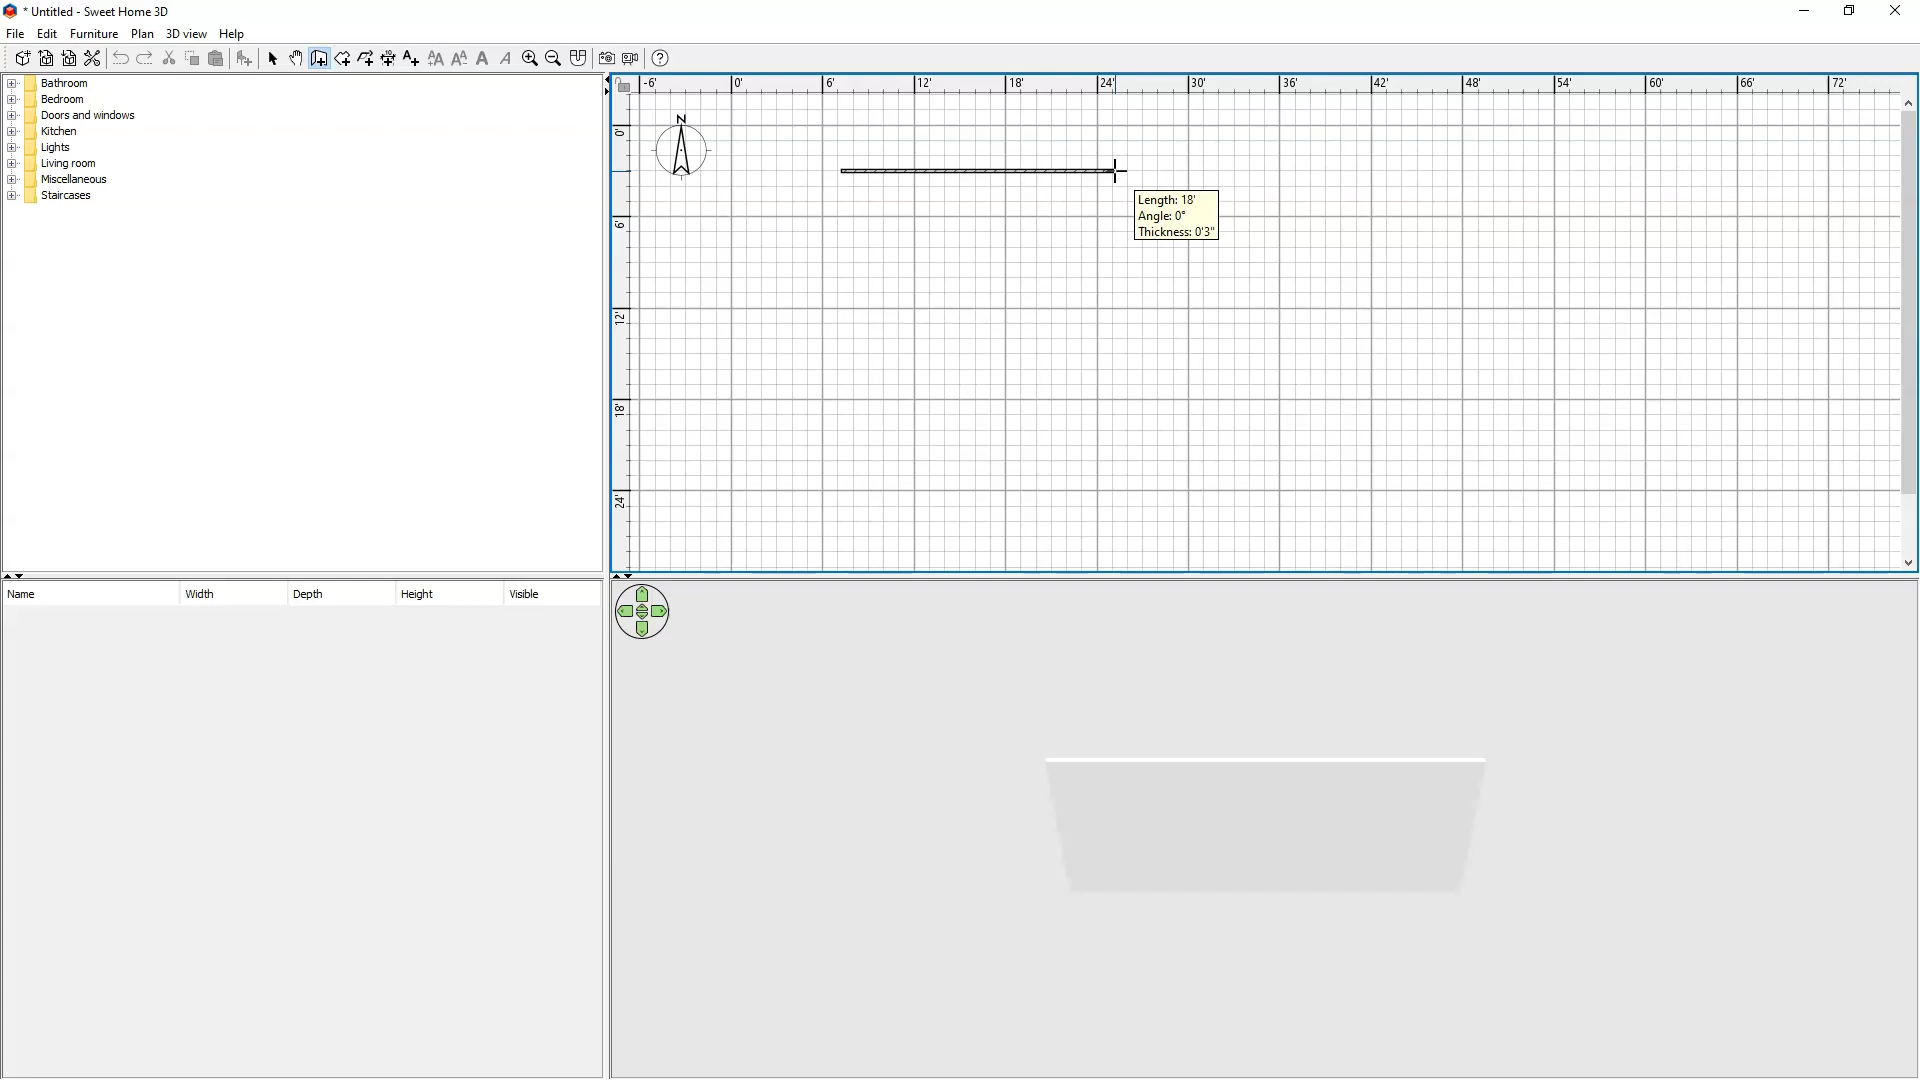 * Untitled - Sweet Home 3D
File Edit Furniture Plan 3D view Help
Bathroom
Bedroom
Doors and windows
Kitchen
Lights
Living room
Miscellaneous
Staircases
-6' 0' 6' 12' 18' 24' 30' 36' 42' 48' 54' 60' 66' 72'
0'
6'
12'
18'
24'
N
Length: 18'
Angle: 0°
Thickness: 0'3"
Name Width Depth Height Visible